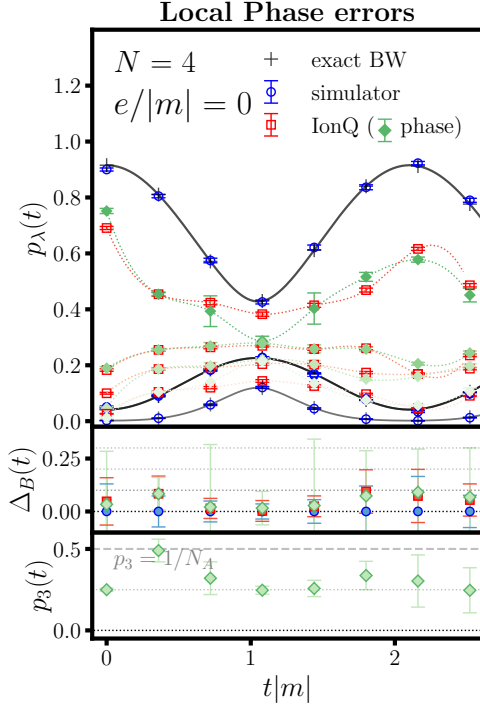 Local Phase errors
N = 4
e/|m| = 0
exact BW
simulator
IonQ ( phase)
p_λ(t)
1.2
1.0
0.8
0.6
0.4
0.2
0.0
Δ_B(t)
0.25
0.00
p_3(t)
0.5
0.0
p_3 = 1/N_A
0
1
2
t|m|